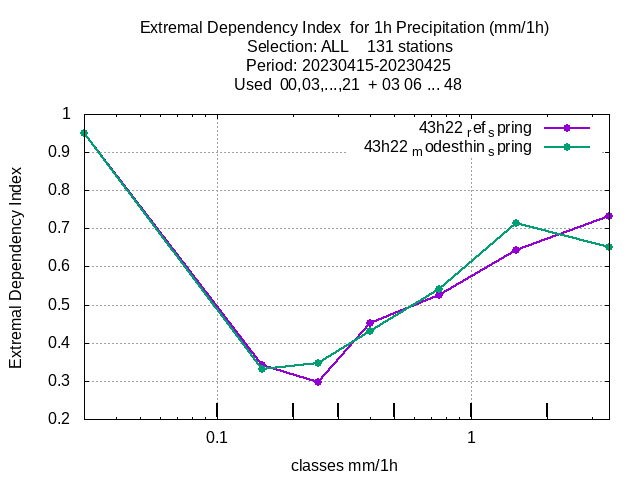 Extremal Dependency Index  for 1h Precipitation (mm/1h)
Selection: ALL    131 stations
Period: 20230415-20230425
Used  00,03,...,21  + 03 06 ... 48
43h22 ref spring
43h22 modesthin spring
Extremal Dependency Index
1
0.9
0.8
0.7
0.6
0.5
0.4
0.3
0.2
0.1
1
classes mm/1h